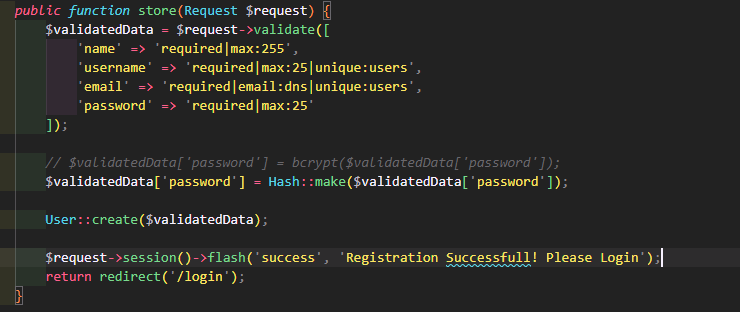 public function store(Request $request) {
    $validatedData = $request->validate([
        'name' => 'required|max:255',
        'username' => 'required|max:25|unique:users',
        'email' => 'required|email:dns|unique:users',
        'password' => 'required|max:25'
    ]);
    // $validatedData['password'] = bcrypt($validatedData['password']);
    $validatedData['password'] = Hash::make($validatedData['password']);
    User::create($validatedData);
    $request->session()->flash('success', 'Registration Successfull! Please Login');
    return redirect('/login');
}